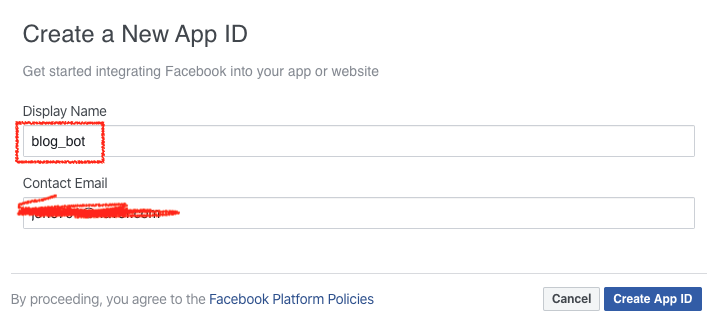 Create a New App ID
Get started integrating Facebook into your app or website
Display Name
blog_bot
Contact Email
By proceeding, you agree to the Facebook Platform Policies
Cancel
Create App ID